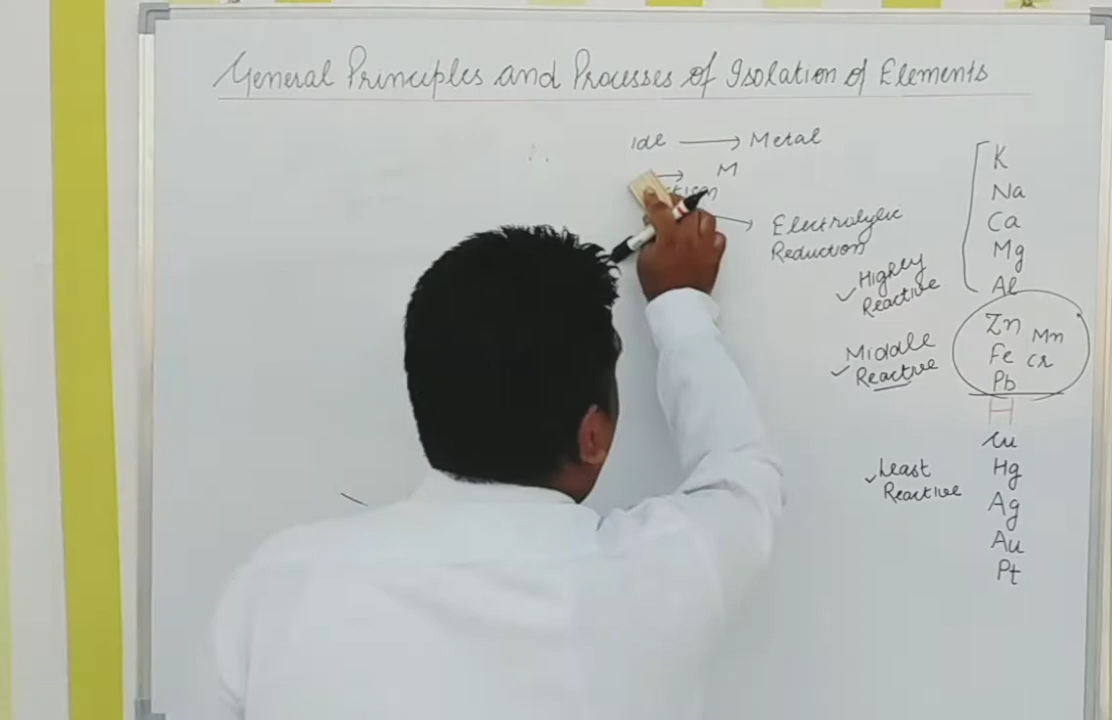 General Principles and Processes of Isolation of Elements
ide → Metal
→ M
ction
→ Electrolytic
Reduction
✓ Highly
Reactive
✓ Middle
Reactive
✓ Least
Reactive
K
Na
Ca
Mg
Al
Zn Mn
Fe Cr
Pb
H
Cu
Hg
Ag
Au
Pt